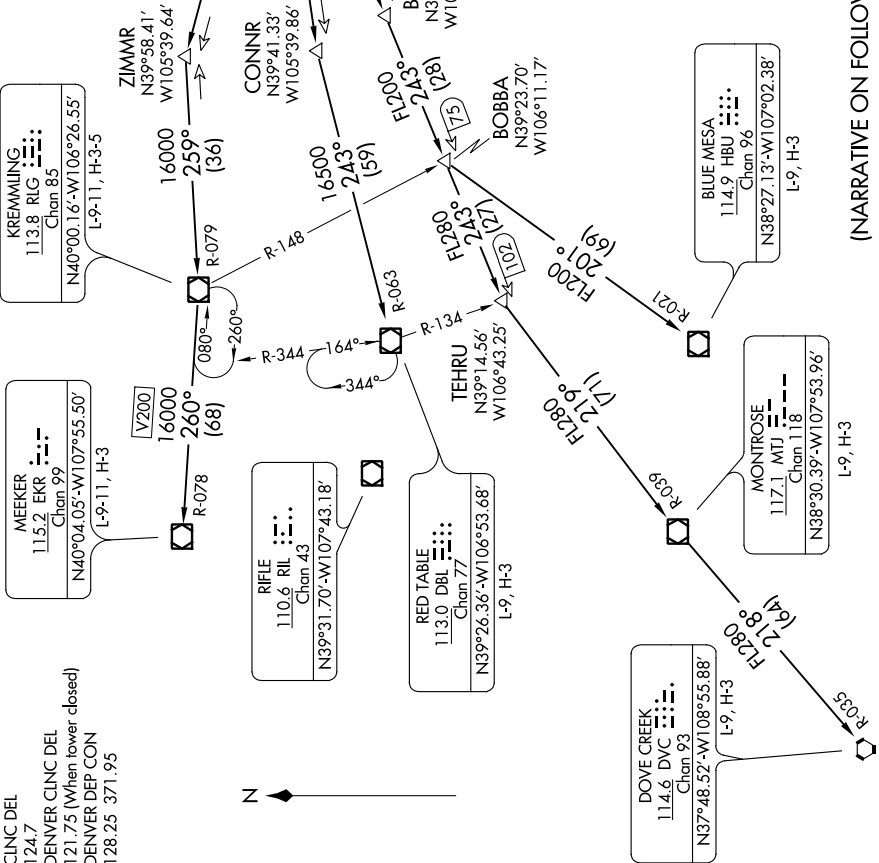 CLNC DEL
124.7
DENVER CLNC DEL
121.75 (When tower closed)
DENVER DEP CON
128.25 371.95
N
MEEKER
115.2 EKR
Chan 99
N40°04.05'-W107°55.50'
L-9-11, H-3
KREMMLING
113.8 RLG
Chan 85
N40°00.16'-W106°26.55'
L-9-11, H-3-5
ZIMMR
N39°58.41'
W105°39.64'
CONNR
N39°41.33'
W105°39.86'
B
N3
W10
16000
259°
(36)
R-079
V200
16000
260°
(68)
R-078
080°
260°
R-148
16500
243°
(59)
R-063
R-344
164°
344°
R-134
FL200
243°
(28)
75
BOBBA
N39°23.70'
W106°11.17'
FL280
243°
(27)
102
TEHRU
N39°14.56'
W106°43.25'
FL200
201°
(69)
R-021
FL280
219°
(71)
R-039
FL280
218°
(64)
R-035
RIFLE
110.6 RIL
Chan 43
N39°31.70'-W107°43.18'
RED TABLE
113.0 DBL
Chan 77
N39°26.36'-W106°53.68'
L-9, H-3
BLUE MESA
114.9 HBU
Chan 96
N38°27.13'-W107°02.38'
L-9, H-3
MONTROSE
117.1 MTJ
Chan 118
N38°30.39'-W107°53.96'
L-9, H-3
DOVE CREEK
114.6 DVC
Chan 93
N37°48.52'-W108°55.88'
L-9, H-3
(NARRATIVE ON FOLLOW